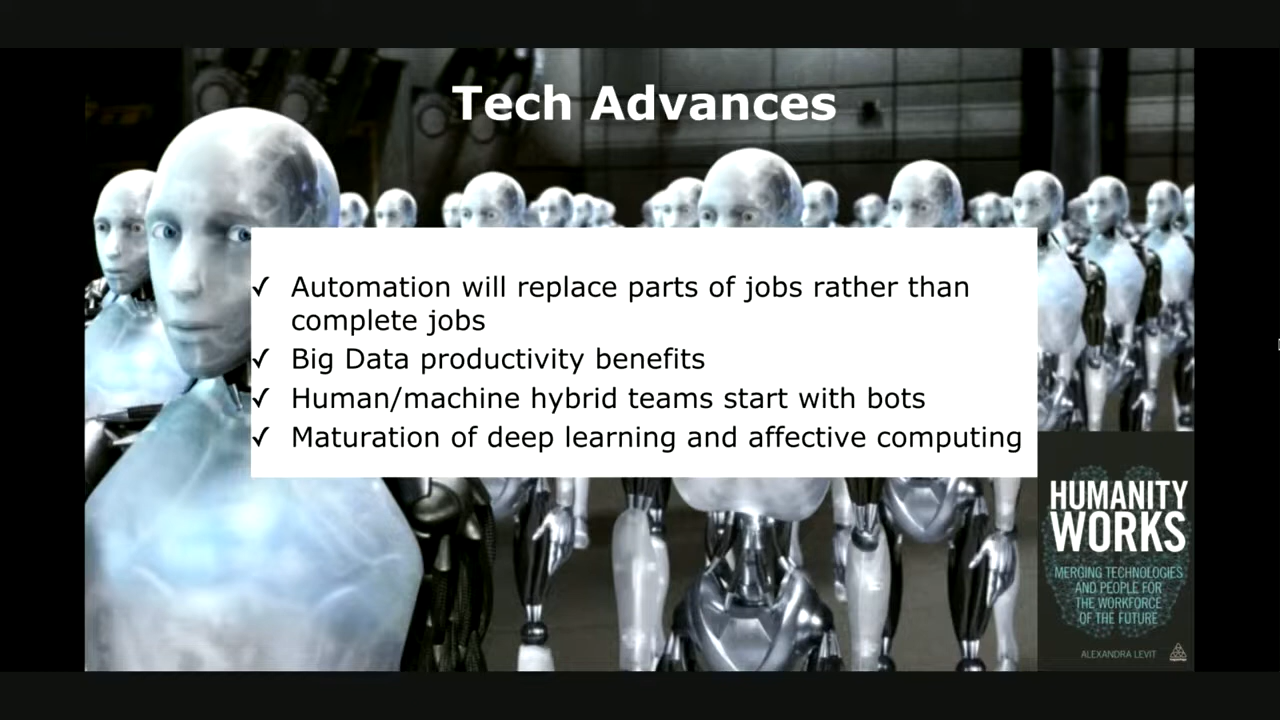 Tech Advances
✓ Automation will replace parts of jobs rather than
complete jobs
✓ Big Data productivity benefits
✓ Human/machine hybrid teams start with bots
✓ Maturation of deep learning and affective computing
HUMANITY
WORKS
MERGING TECHNOLOGIES
AND PEOPLE FOR
THE WORKFORCE
OF THE FUTURE
ALEXANDRA LEVIT